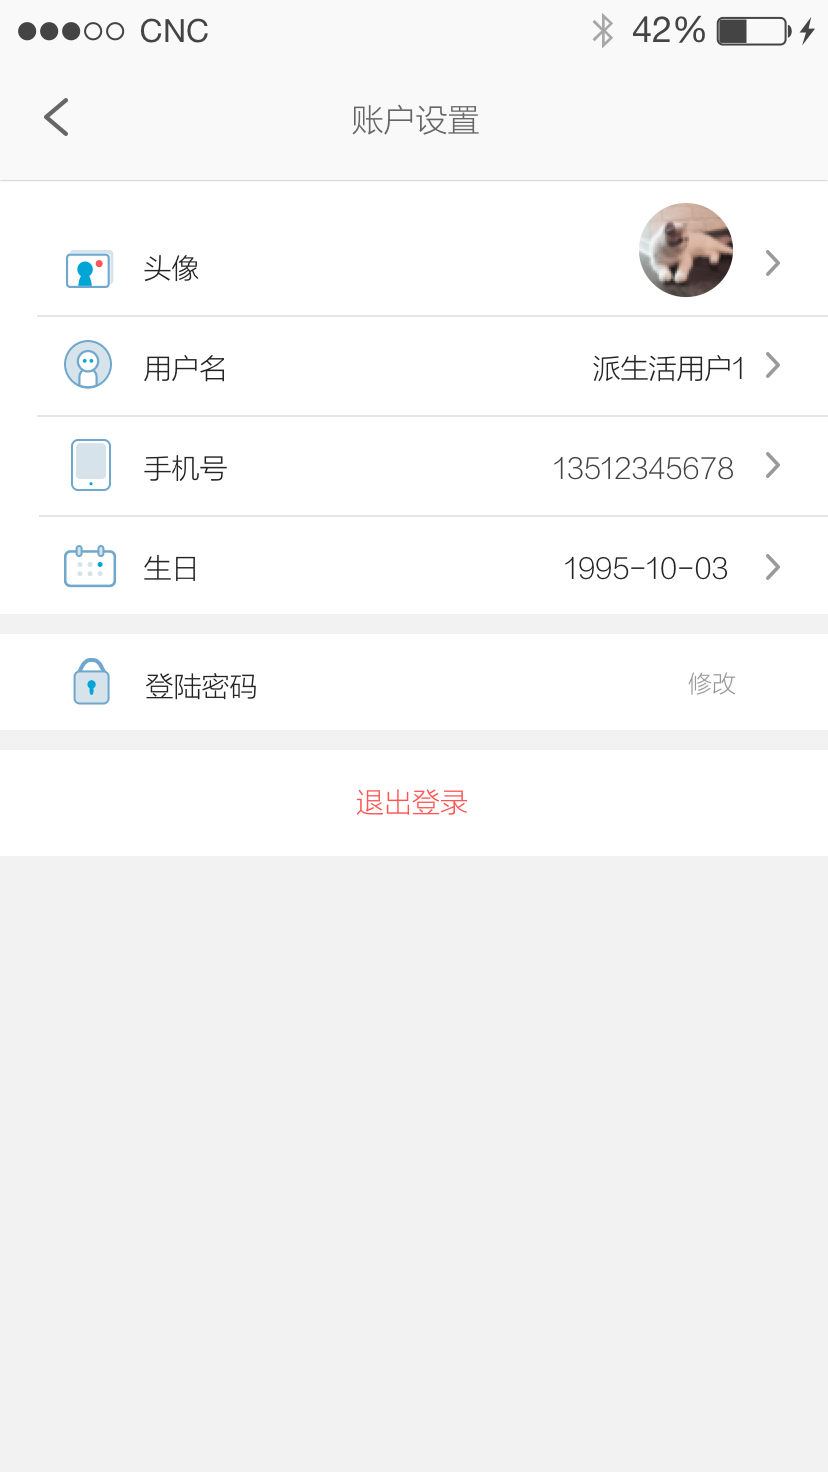 CNC 42%
账户设置
头像
用户名 派生活用户1
手机号 13512345678
生日 1995-10-03
登陆密码 修改
退出登录